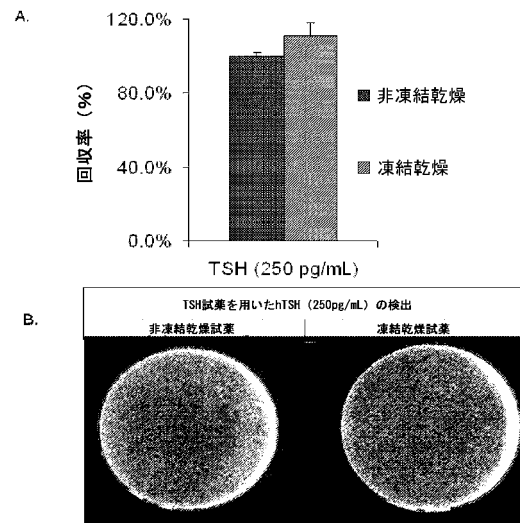 A.
120.0%
80.0%
40.0%
0.0%
回収率（%）
非凍結乾燥
凍結乾燥
TSH (250 pg/mL)
B.
TSH試薬を用いたhTSH（250pg/mL）の検出
非凍結乾燥試薬
凍結乾燥試薬